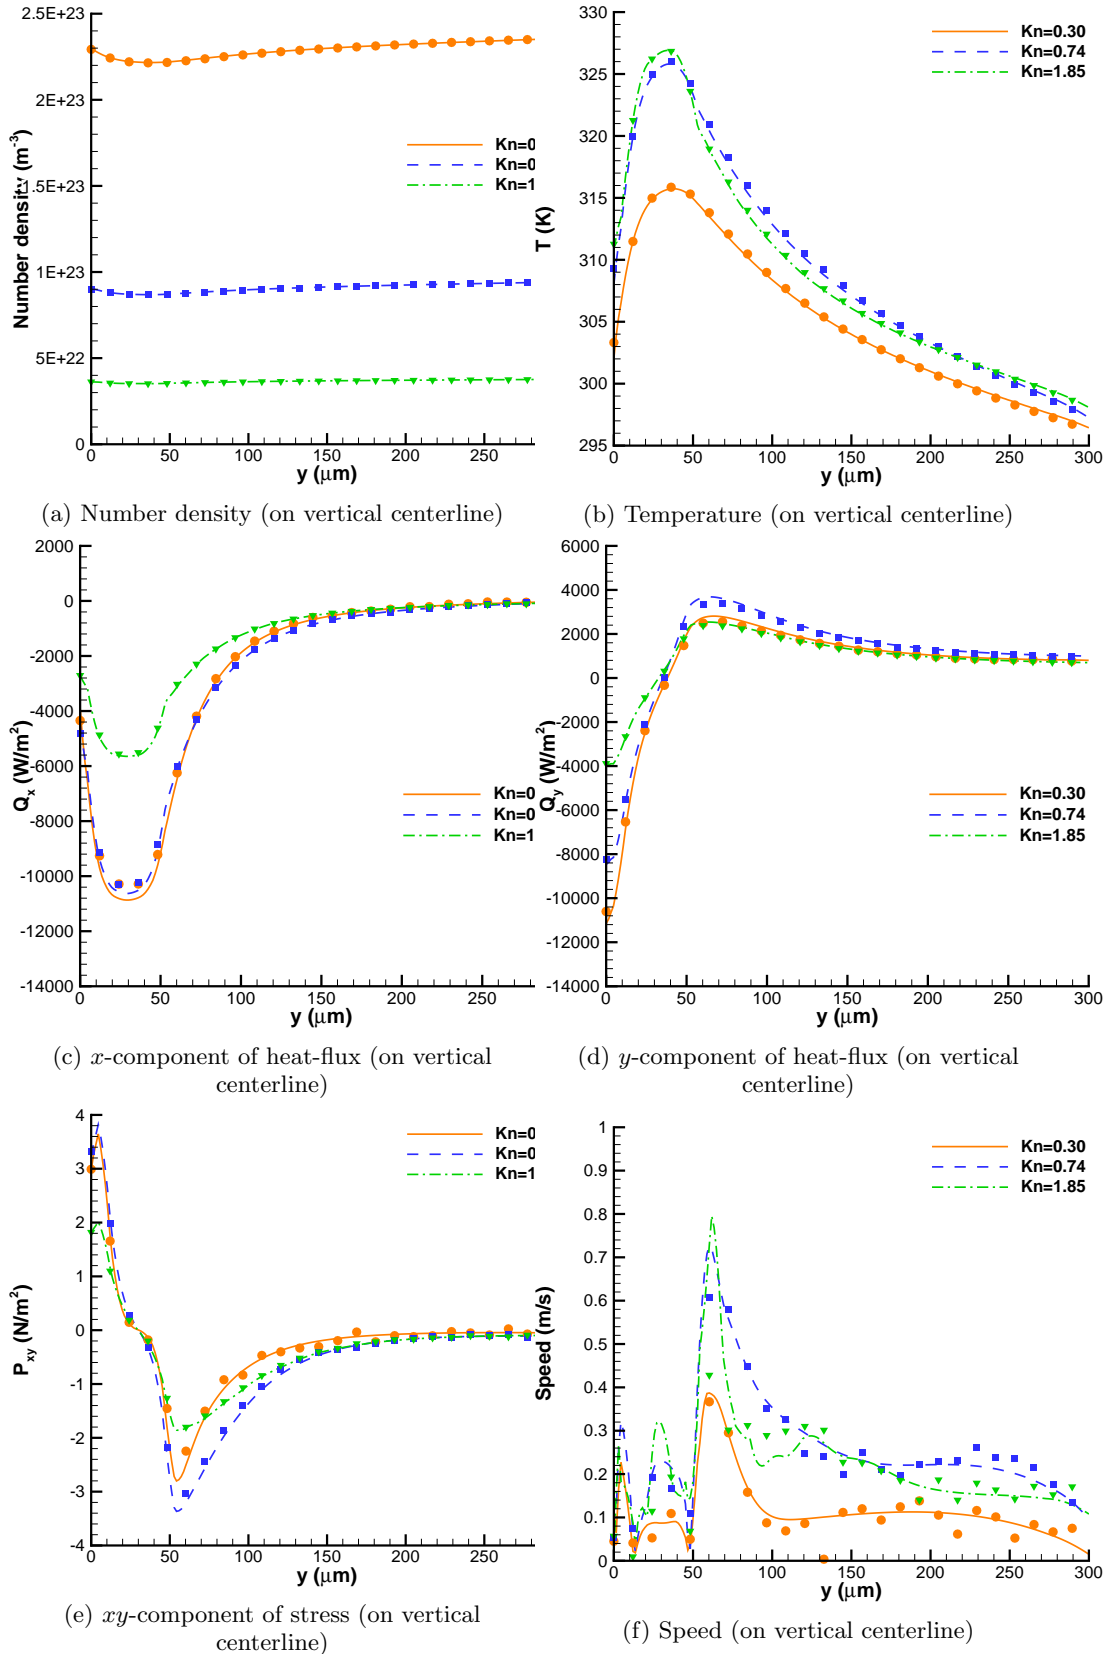 2.5E+23
2E+23
1.5E+23
1E+23
5E+22
0
Number density (m⁻³)
Kn=0
Kn=0
Kn=1
0 50 100 150 200 250
y (μm)
(a) Number density (on vertical centerline)
330
325
320
315
310
305
300
295
T (K)
Kn=0.30
Kn=0.74
Kn=1.85
0 50 100 150 200 250 300
y (μm)
(b) Temperature (on vertical centerline)
2000
0
-2000
-4000
-6000
-8000
-10000
-12000
-14000
Qₓ (W/m²)
Kn=0
Kn=0
Kn=1
0 50 100 150 200 250
y (μm)
(c) x-component of heat-flux (on vertical
centerline)
6000
4000
2000
0
-2000
-4000
-6000
-8000
-10000
-12000
-14000
Q_y (W/m²)
Kn=0.30
Kn=0.74
Kn=1.85
0 50 100 150 200 250 300
y (μm)
(d) y-component of heat-flux (on vertical
centerline)
4
3
2
1
0
-1
-2
-3
-4
P_xy (N/m²)
Kn=0
Kn=0
Kn=1
0 50 100 150 200 250
y (μm)
(e) xy-component of stress (on vertical
centerline)
1
0.9
0.8
0.7
0.6
0.5
0.4
0.3
0.2
0.1
0
Speed (m/s)
Kn=0.30
Kn=0.74
Kn=1.85
0 50 100 150 200 250 300
y (μm)
(f) Speed (on vertical centerline)